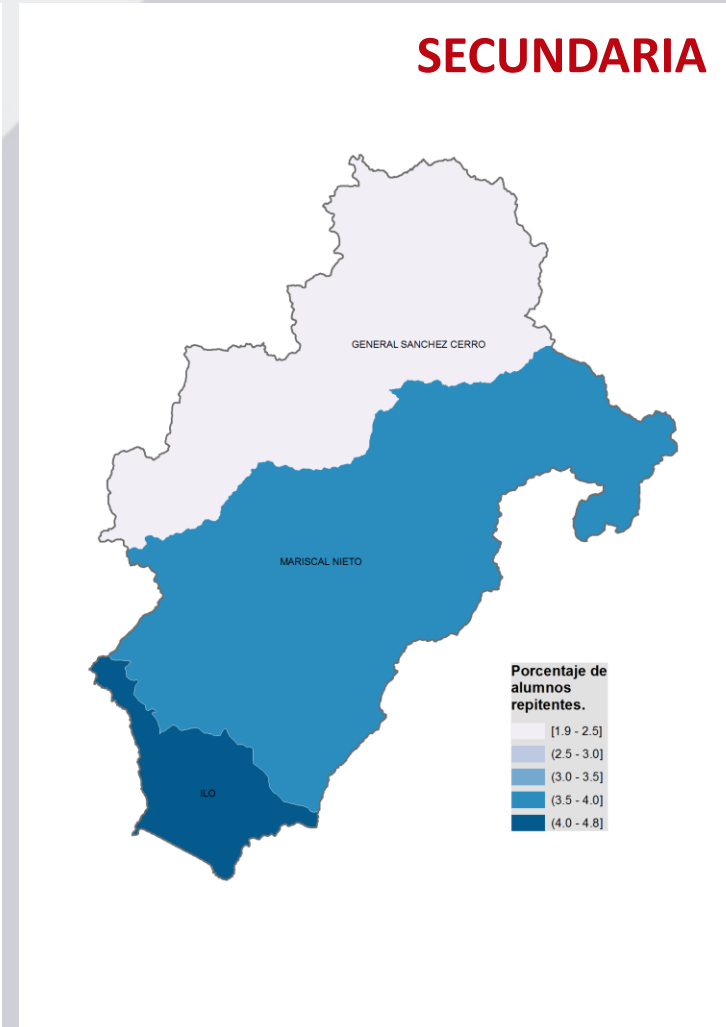 SECUNDARIA
GENERAL SANCHEZ CERRO
MARISCAL NIETO
ILO
Porcentaje de
alumnos
repitentes.
[1.9 - 2.5]
(2.5 - 3.0]
(3.0 - 3.5]
(3.5 - 4.0]
(4.0 - 4.8]